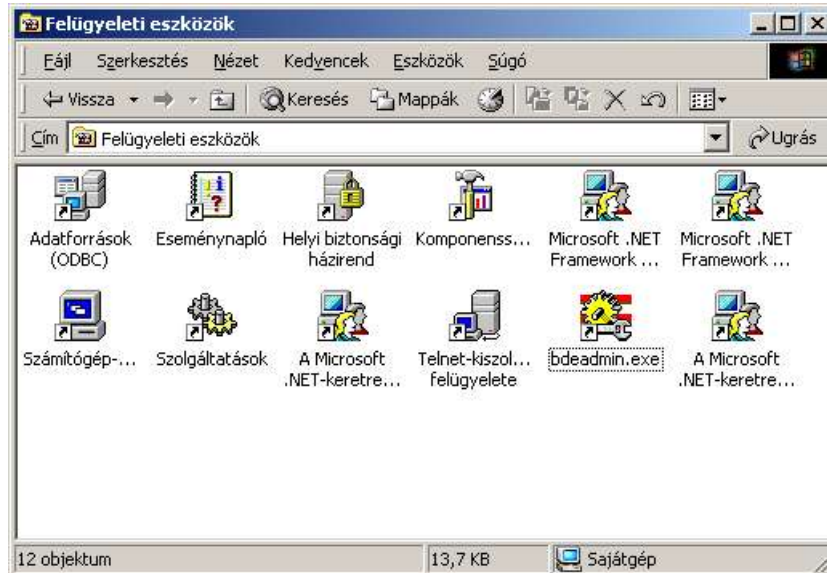 Felügyeleti eszközök
Fájl Szerkesztés Nézet Kedvencek Eszközök Súgó
Vissza Keresés Mappák
Cím Felügyeleti eszközök Ugrás
Adatforrások
(ODBC)
Eseménynapló
Helyi biztonsági
házirend
Komponenss...
Microsoft .NET
Framework ...
Microsoft .NET
Framework ...
Számítógép-...
Szolgáltatások
A Microsoft
.NET-keretre...
Telnet-kiszol...
felügyelete
bdeadmin.exe
A Microsoft
.NET-keretre...
12 objektum 13,7 KB Sajátgép